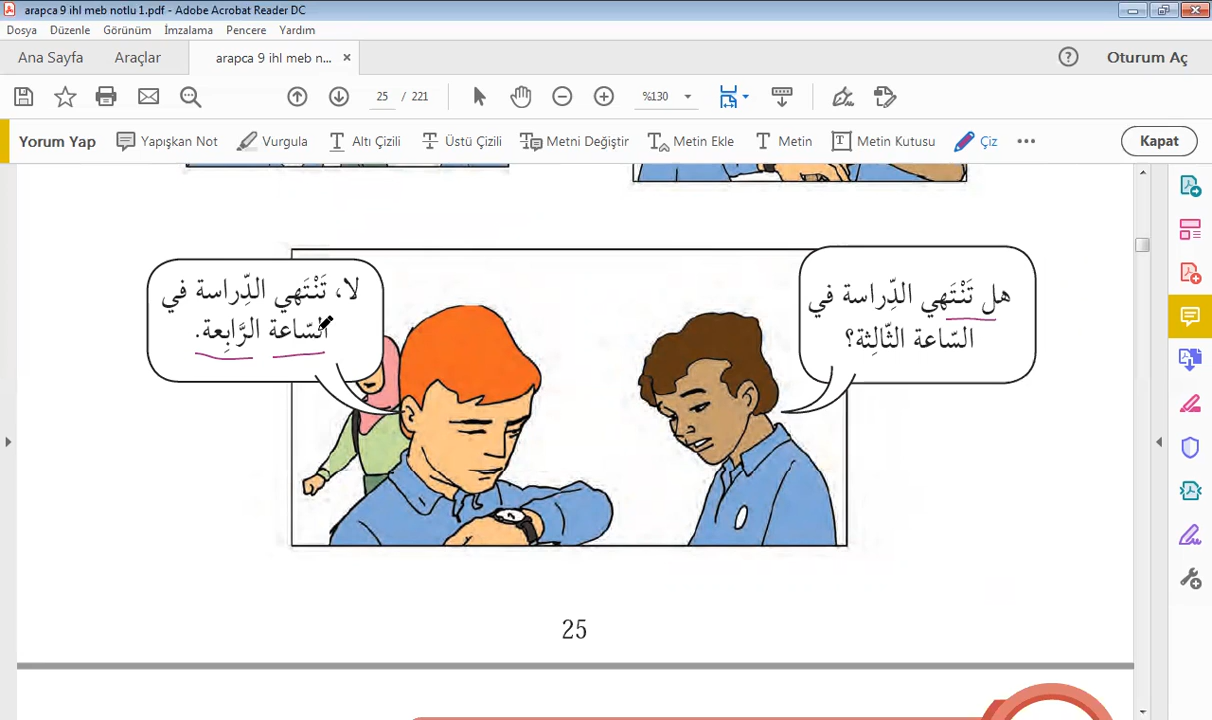 arapca 9 ihl meb notlu 1.pdf - Adobe Acrobat Reader DC
Dosya Düzenle Görünüm İmzalama Pencere Yardım
Ana Sayfa Araçlar arapca 9 ihl meb n... × ? Oturum Aç
25 / 221 %130
Yorum Yap Yapışkan Not Vurgula Altı Çizili Üstü Çizili Metni Değiştir Metin Ekle Metin Metin Kutusu Çiz ••• Kapat
هل تَنْتَهي الدِّراسة في
السّاعة الثّالِثة؟
لا، تَنْتَهي الدِّراسة في
السّاعة الرَّابِعة.
25